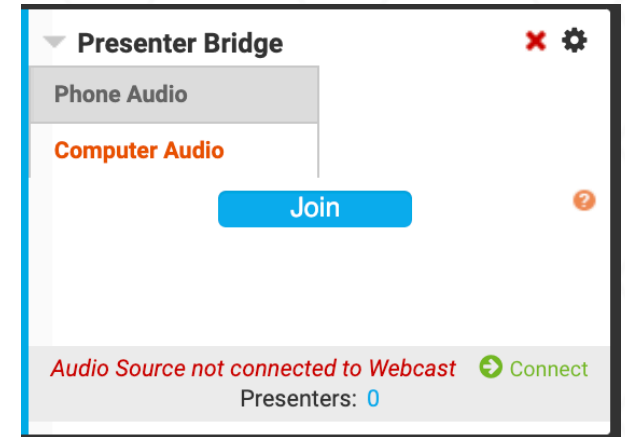 Presenter Bridge
Phone Audio
Computer Audio
Join
Audio Source not connected to Webcast Connect
Presenters: 0